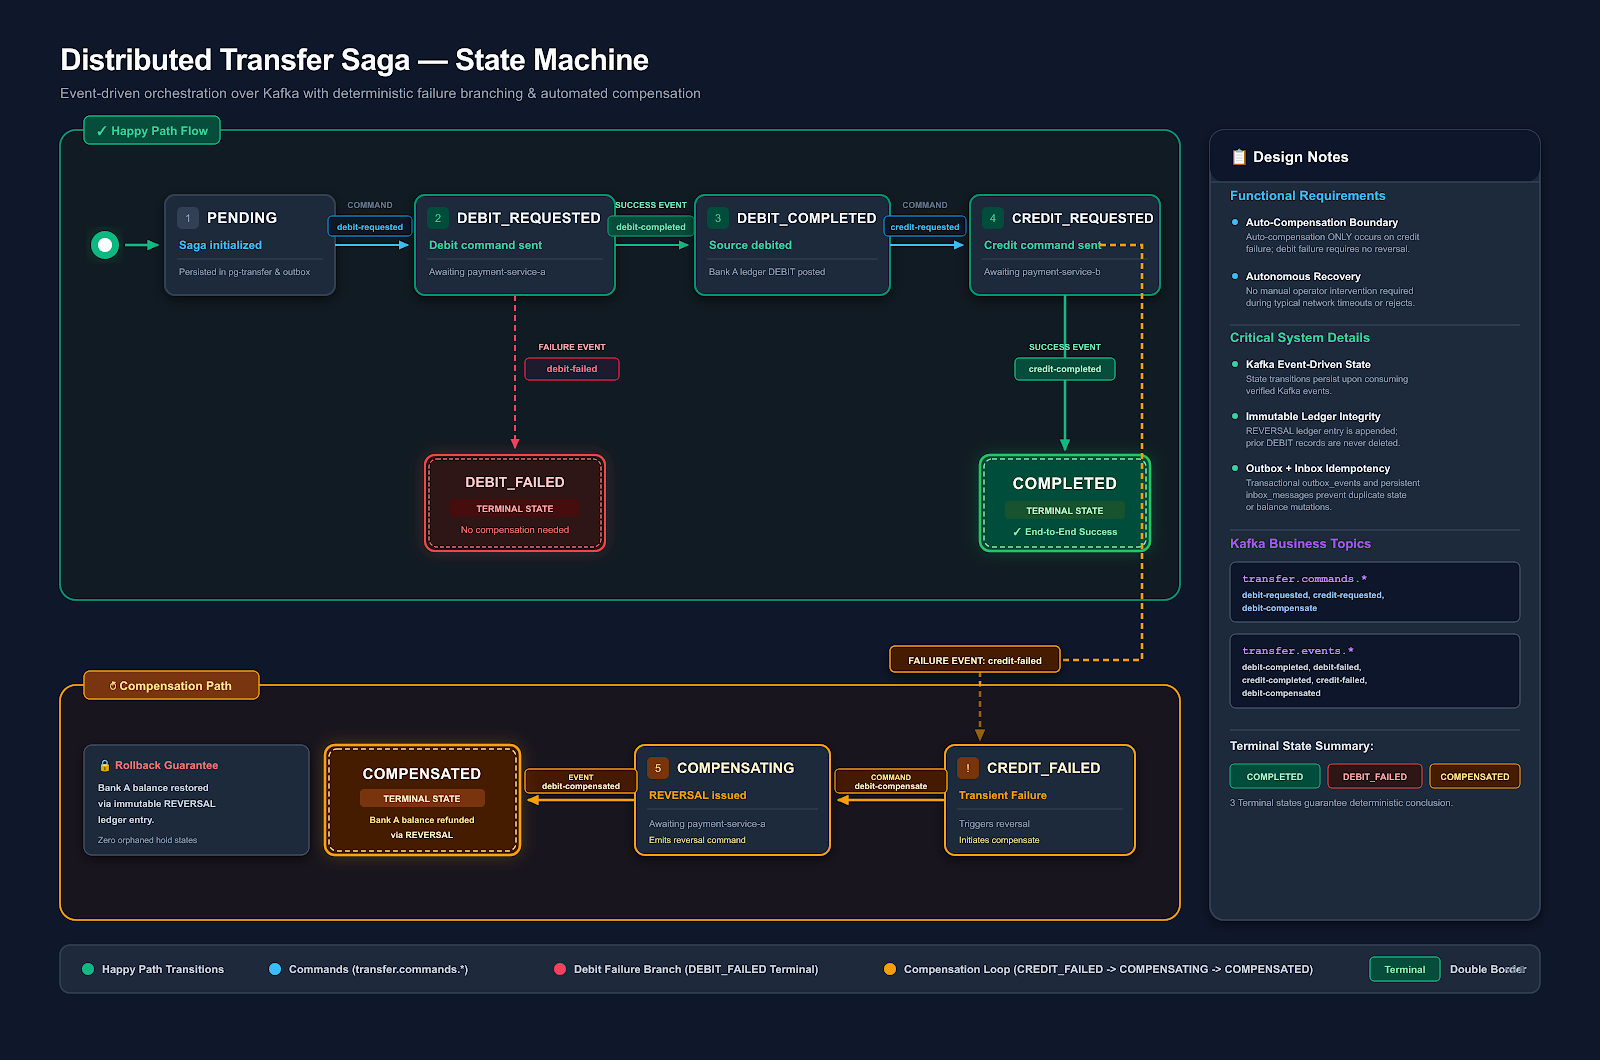 Distributed Transfer Saga — State Machine
Event-driven orchestration over Kafka with deterministic failure branching & automated compensation
✓ Happy Path Flow
1 PENDING
Saga initialized
Persisted in pg-transfer & outbox
COMMAND
debit-requested
2 DEBIT_REQUESTED
Debit command sent
Awaiting payment-service-a
SUCCESS EVENT
debit-completed
3 DEBIT_COMPLETED
Source debited
Bank A ledger DEBIT posted
COMMAND
credit-requested
4 CREDIT_REQUESTED
Credit command sent
Awaiting payment-service-b
FAILURE EVENT
debit-failed
SUCCESS EVENT
credit-completed
DEBIT_FAILED
TERMINAL STATE
No compensation needed
COMPLETED
TERMINAL STATE
✓ End-to-End Success
FAILURE EVENT: credit-failed
Compensation Path
🔒 Rollback Guarantee
Bank A balance restored
via immutable REVERSAL
ledger entry.
Zero orphaned hold states
COMPENSATED
TERMINAL STATE
Bank A balance refunded
via REVERSAL
EVENT
debit-compensated
5 COMPENSATING
REVERSAL issued
Awaiting payment-service-a
Emits reversal command
COMMAND
debit-compensate
! CREDIT_FAILED
Transient Failure
Triggers reversal
Initiates compensate
📋 Design Notes
Functional Requirements
Auto-Compensation Boundary
Auto-compensation ONLY occurs on credit
failure; debit failure requires no reversal.
Autonomous Recovery
No manual operator intervention required
during typical network timeouts or rejects.
Critical System Details
Kafka Event-Driven State
State transitions persist upon consuming
verified Kafka events.
Immutable Ledger Integrity
REVERSAL ledger entry is appended;
prior DEBIT records are never deleted.
Outbox + Inbox Idempotency
Transactional outbox_events and persistent
inbox_messages prevent duplicate state
or balance mutations.
Kafka Business Topics
transfer.commands.*
debit-requested, credit-requested,
debit-compensate
transfer.events.*
debit-completed, debit-failed,
credit-completed, credit-failed,
debit-compensated
Terminal State Summary:
COMPLETED
DEBIT_FAILED
COMPENSATED
3 Terminal states guarantee deterministic conclusion.
Happy Path Transitions
Commands (transfer.commands.*)
Debit Failure Branch (DEBIT_FAILED Terminal)
Compensation Loop (CREDIT_FAILED -> COMPENSATING -> COMPENSATED)
Terminal
Double Border